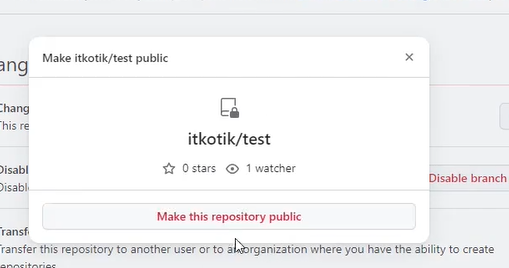 Make itkotik/test public
ang
Chang
This re
itkotik/test
0 stars 1 watcher
Disabl
Disable branch
Disabl
Make this repository public
Transf
Transfer this repository to another user or to an organization where you have the ability to create
repositories.